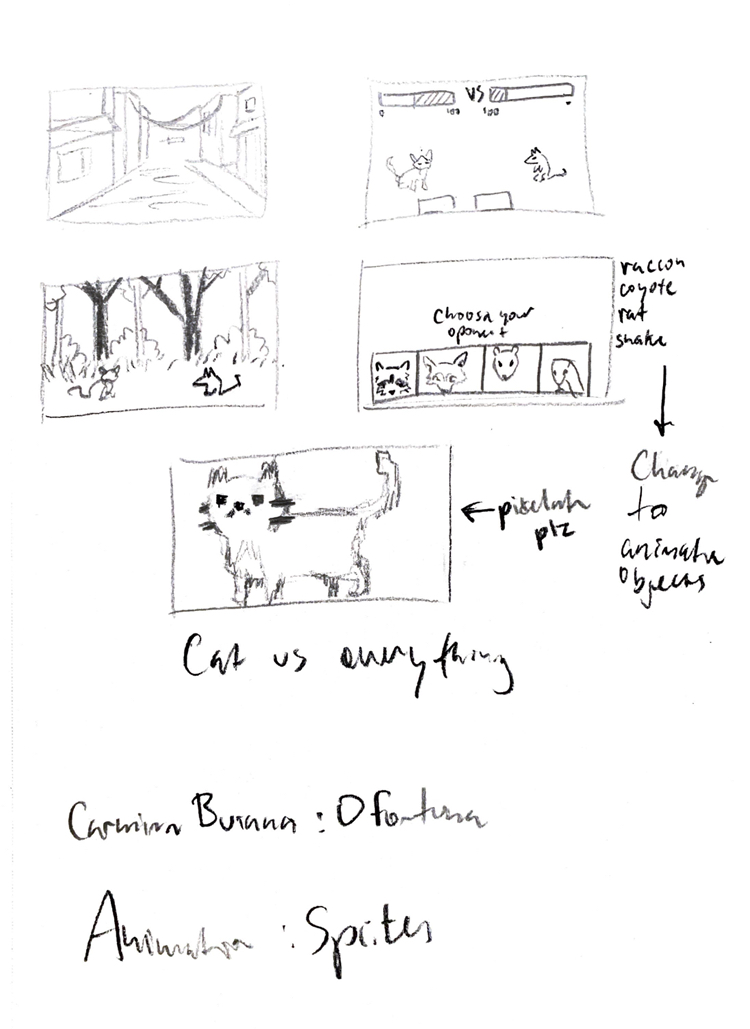 VS
0 100 100
Choose your
oponent
raccon
coyote
rat
snake
Change
to
animate
objects
← pixelate
plz
Cat vs everything
Carmina Burana : O fortuna
Animation : Sprites